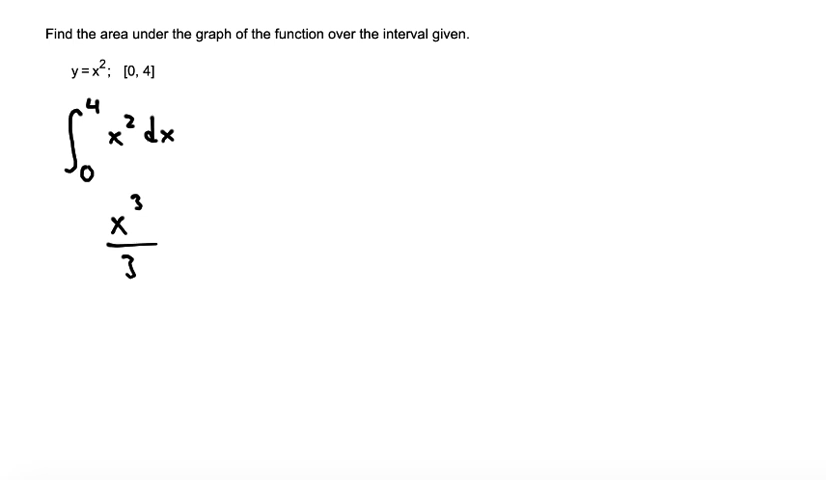 Find the area under the graph of the function over the interval given.
y = x²; [0, 4]
∫₀⁴ x² dx
x³
3